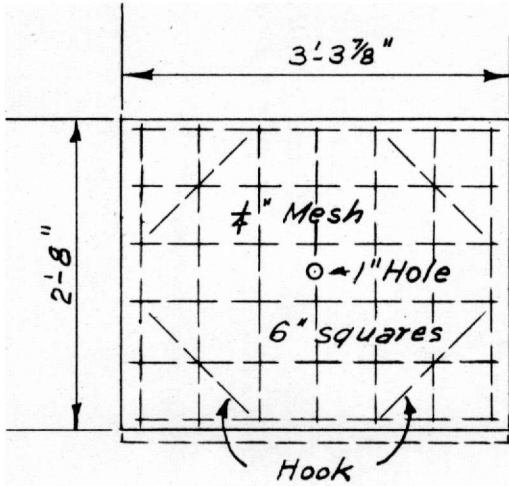 3'-3 7/8"
2'-8"
1/4" Mesh
1" Hole
6" squares
Hook